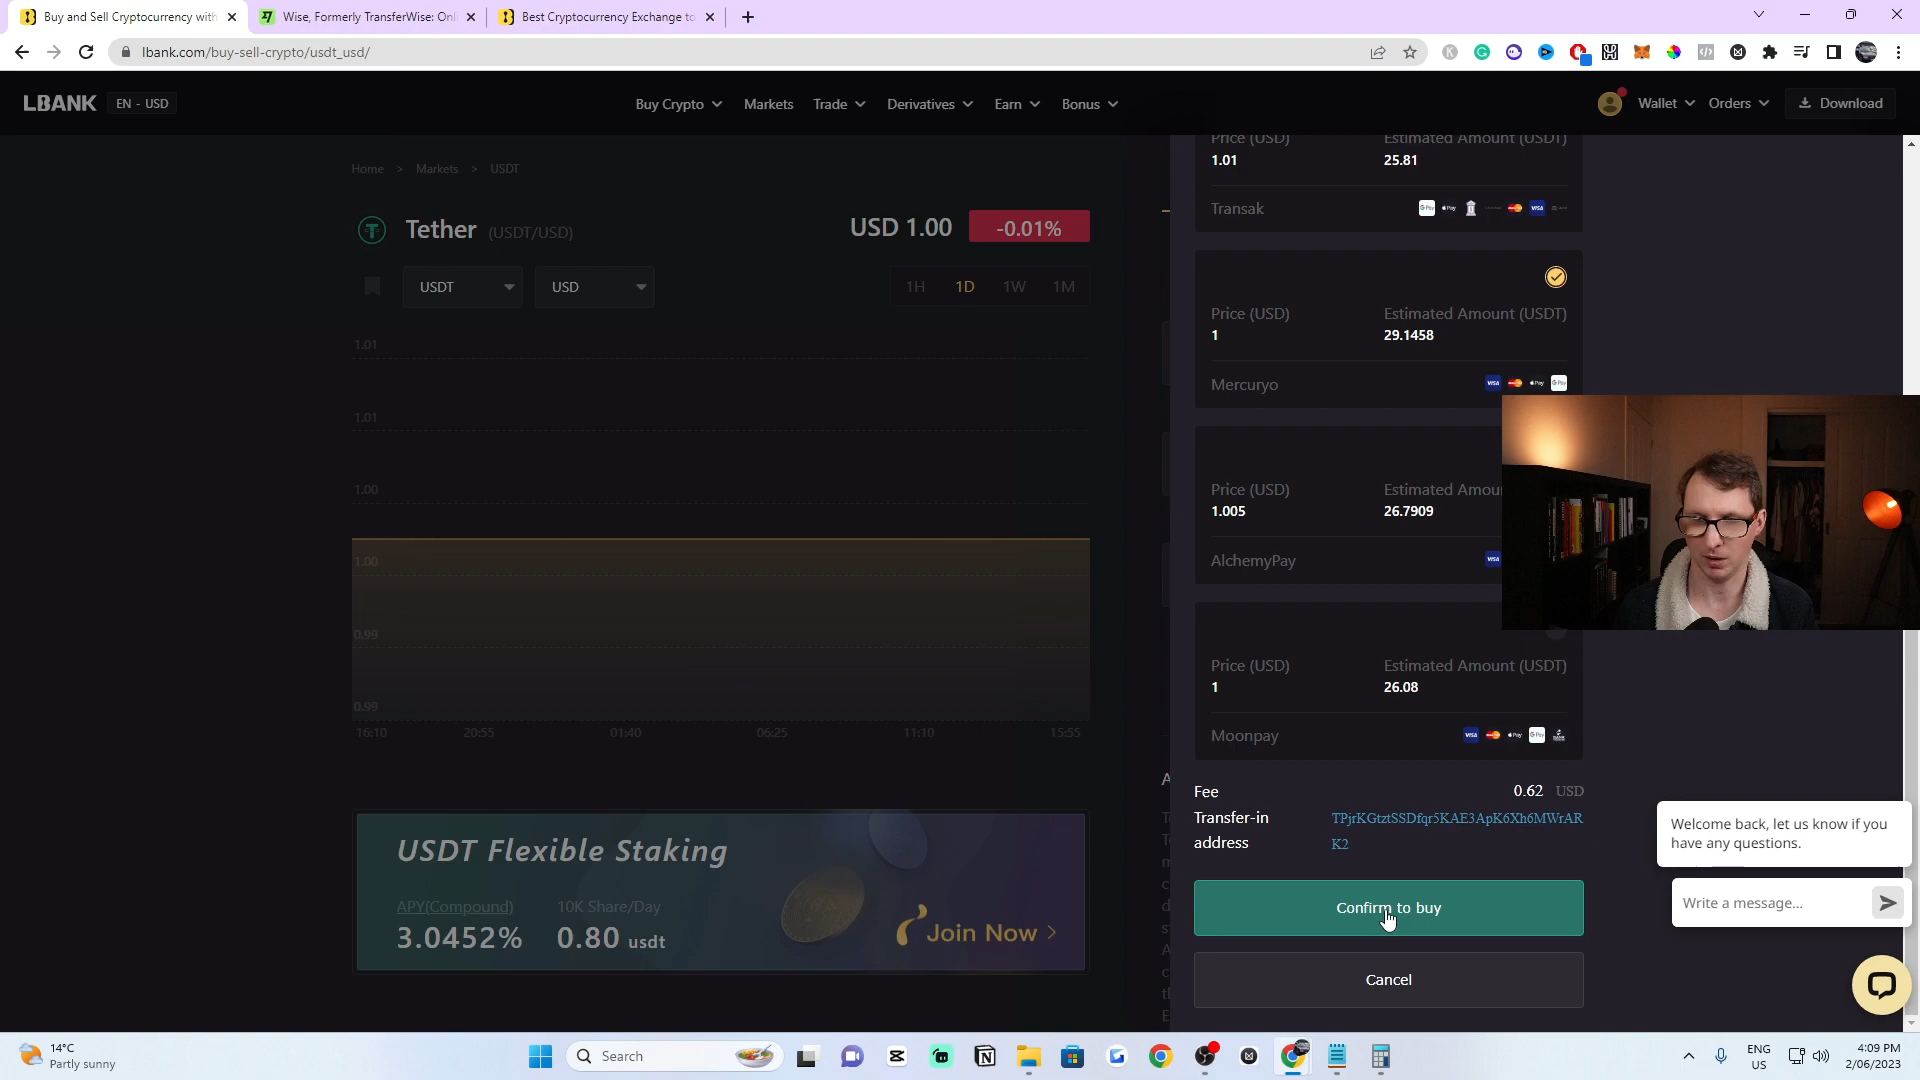 Buy and Sell Cryptocurrency with
Wise, Formerly TransferWise: Onl
Best Cryptocurrency Exchange to
lbank.com/buy-sell-crypto/usdt_usd/
LBANK EN - USD
Buy Crypto Markets Trade Derivatives Earn Bonus
Wallet Orders Download
Home > Markets > USDT
Tether (USDT/USD)
USD 1.00 -0.01%
USDT USD
1H 1D 1W 1M
1.01
1.01
1.00
1.00
0.99
0.99
16:10 20:55 01:40 06:25 11:10 15:55
USDT Flexible Staking
APY(Compound) 10K Share/Day
3.0452% 0.80 usdt
Join Now >
Price (USD) Estimated Amount (USDT)
1.01 25.81
Transak
Price (USD) Estimated Amount (USDT)
1 29.1458
Mercuryo
Price (USD) Estimated Amou
1.005 26.7909
AlchemyPay
Price (USD) Estimated Amount (USDT)
1 26.08
Moonpay
Fee 0.62 USD
Transfer-in address
TPjrKGtztSSDfqr5KAE3ApK6Xh6MWrAR
K2
Confirm to buy
Cancel
Welcome back, let us know if you
have any questions.
Write a message...
14°C
Partly sunny
Search
ENG
US
4:09 PM
2/06/2023